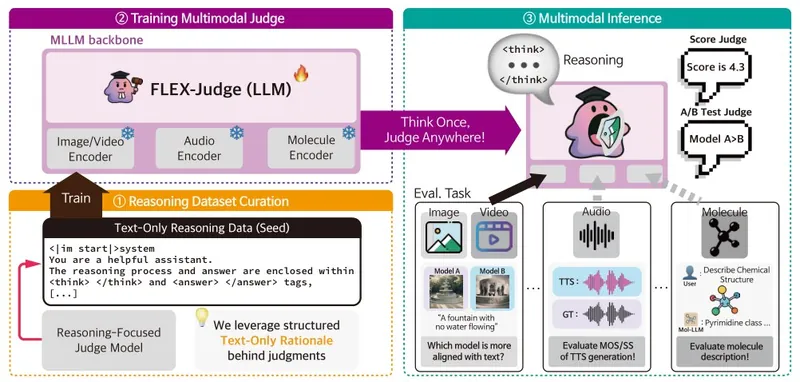 ② Training Multimodal Judge
MLLM backbone
FLEX-Judge (LLM)
Image/Video
Encoder
Audio
Encoder
Molecule
Encoder
Train
① Reasoning Dataset Curation
Text-Only Reasoning Data (Seed)
<|im start|>system
You are a helpful assistant.
The reasoning process and answer are enclosed within
<think> </think> and <answer> </answer> tags,
[...]
Reasoning-Focused
Judge Model
We leverage structured
Text-Only Rationale
behind judgments
Think Once,
Judge Anywhere!
③ Multimodal Inference
<think>
</think>
Reasoning
Score Judge
Score is 4.3
A/B Test Judge
Model A>B
Eval. Task
Image
Video
Model A
Model B
"A fountain with
no water flowing"
Which model is more
aligned with text?
...
Audio
TTS:
GT:
Evaluate MOS/SS
of TTS generation!
...
Molecule
User
: Describe Chemical
Structure
Mol-LLM
: Pyrimidine class ...
Evaluate molecule
description!